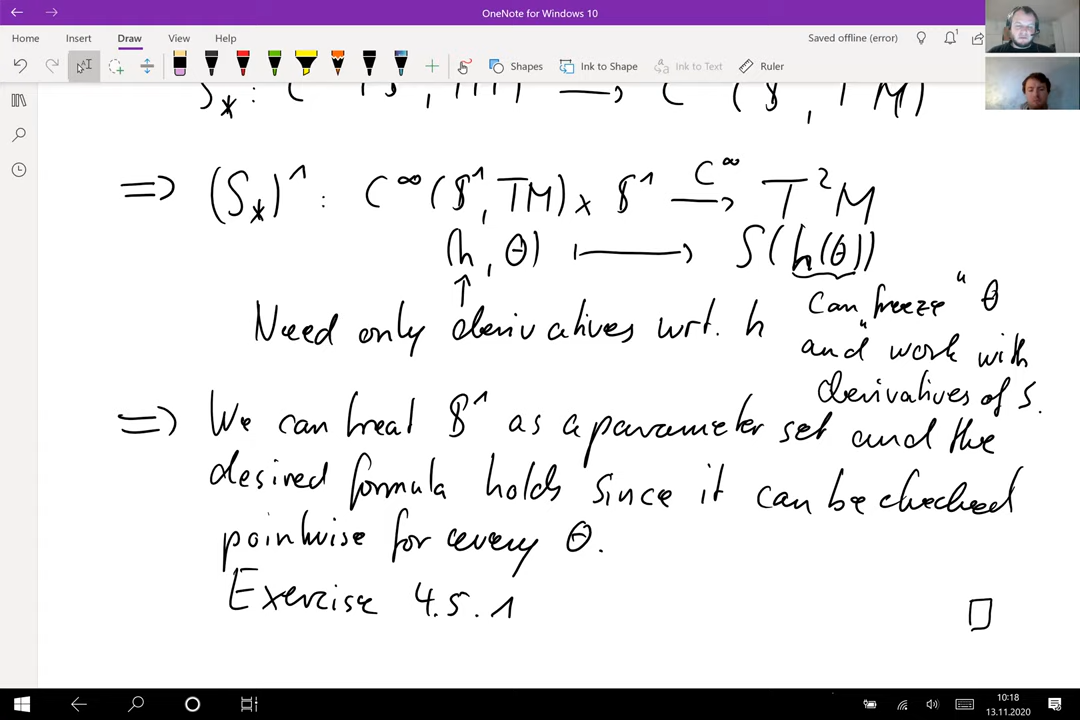 OneNote for Windows 10
Home Insert Draw View Help
Saved offline (error)
Shapes Ink to Shape Ink to Text Ruler
S_* : C
=> (S_*)^1 : C^∞ (S^1, TM) × S^1 —C^∞→ T^2M
(h, θ) ⟼ S(h(θ))
Need only derivatives wrt. h
can "freeze" θ
and work with
derivatives of S.
=> We can treat S^1 as a parameter set and the
desired formula holds since it can be checked
pointwise for every θ.
Exercise 4.5.1
□
10:18
13.11.2020